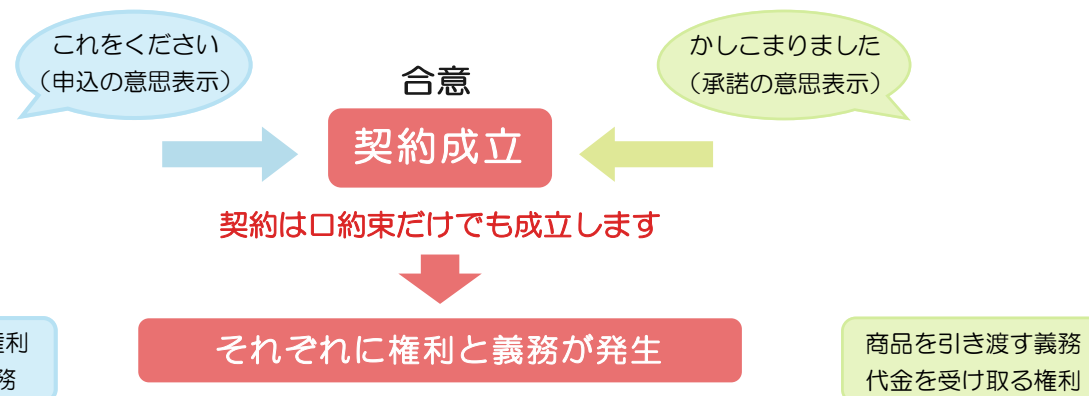 これをください
（申込の意思表示）
かしこまりました
（承諾の意思表示）
合意
契約成立
契約は口約束だけでも成立します
権利
務
それぞれに権利と義務が発生
商品を引き渡す義務
代金を受け取る権利